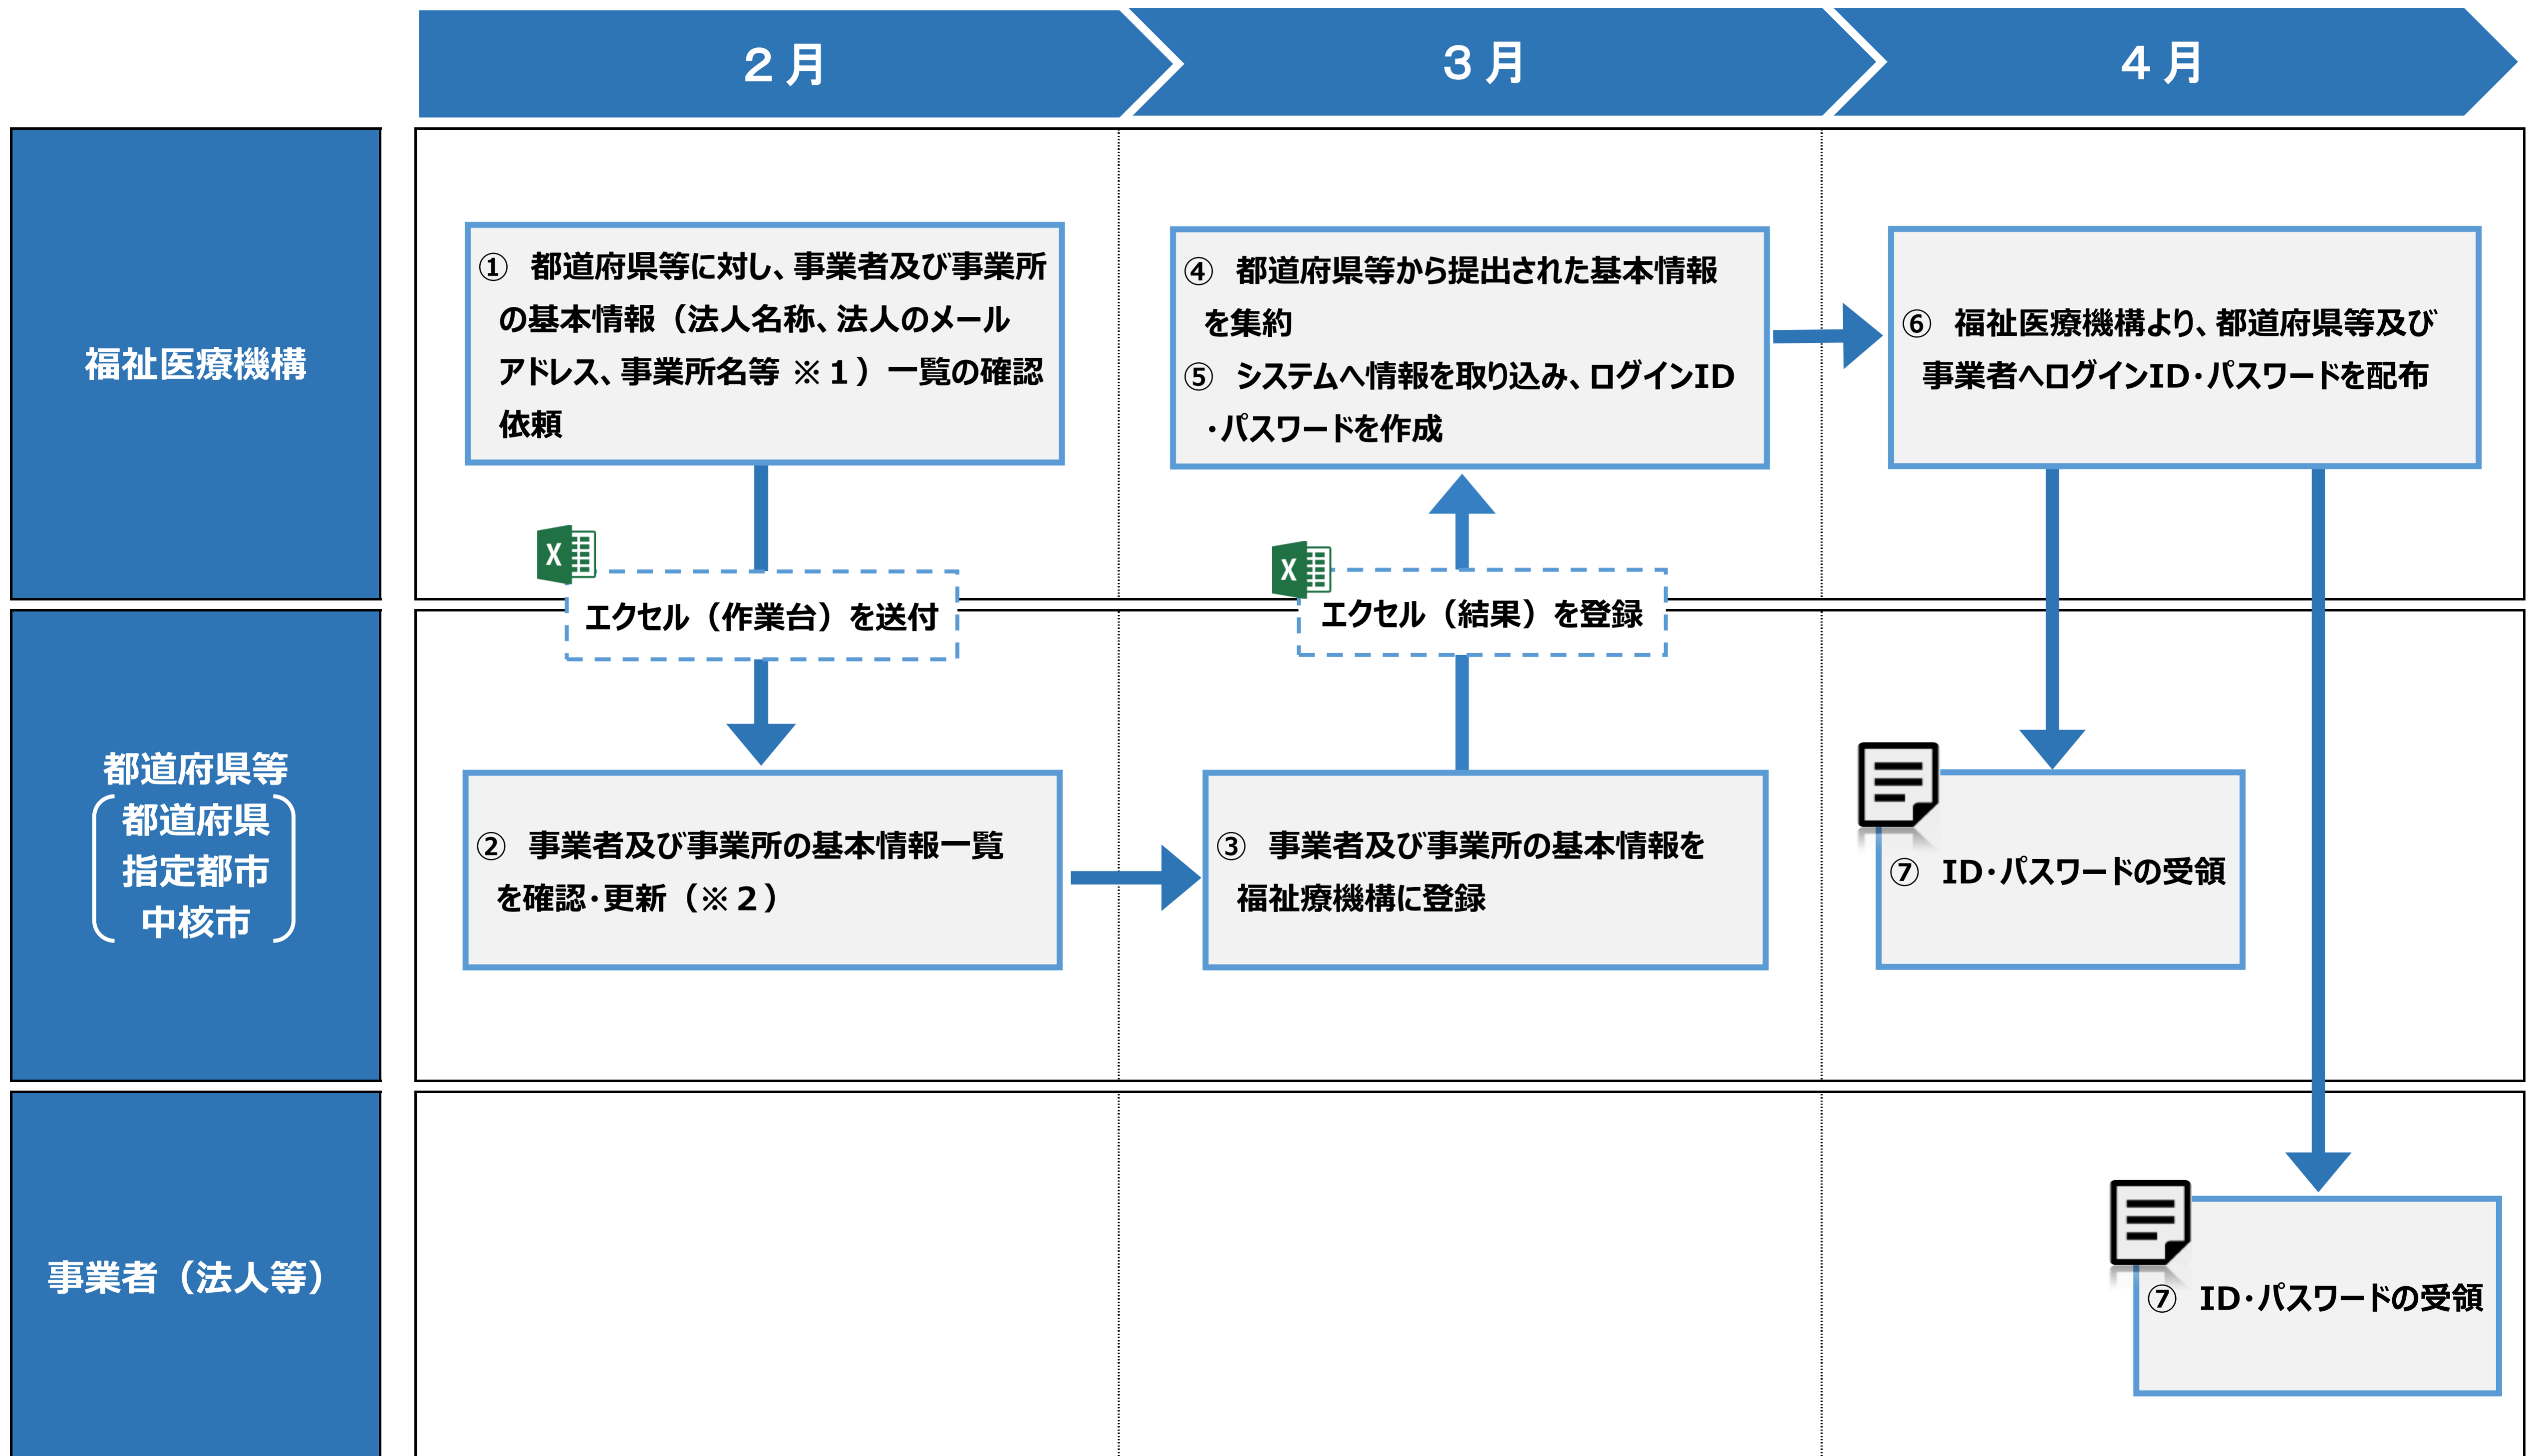 ２月
３月
４月
福祉医療機構
① 都道府県等に対し、事業者及び事業所
の基本情報（法人名称、法人のメール
アドレス、事業所名等 ※１）一覧の確認
依頼
④ 都道府県等から提出された基本情報
を集約
⑤ システムへ情報を取り込み、ログインID
・パスワードを作成
⑥ 福祉医療機構より、都道府県等及び
事業者へログインID・パスワードを配布
X
エクセル（作業台）を送付
X
エクセル（結果）を登録
都道府県等
都道府県
指定都市
中核市
② 事業者及び事業所の基本情報一覧
を確認・更新（※２）
③ 事業者及び事業所の基本情報を
福祉療機構に登録
⑦ ID・パスワードの受領
事業者（法人等）
⑦ ID・パスワードの受領